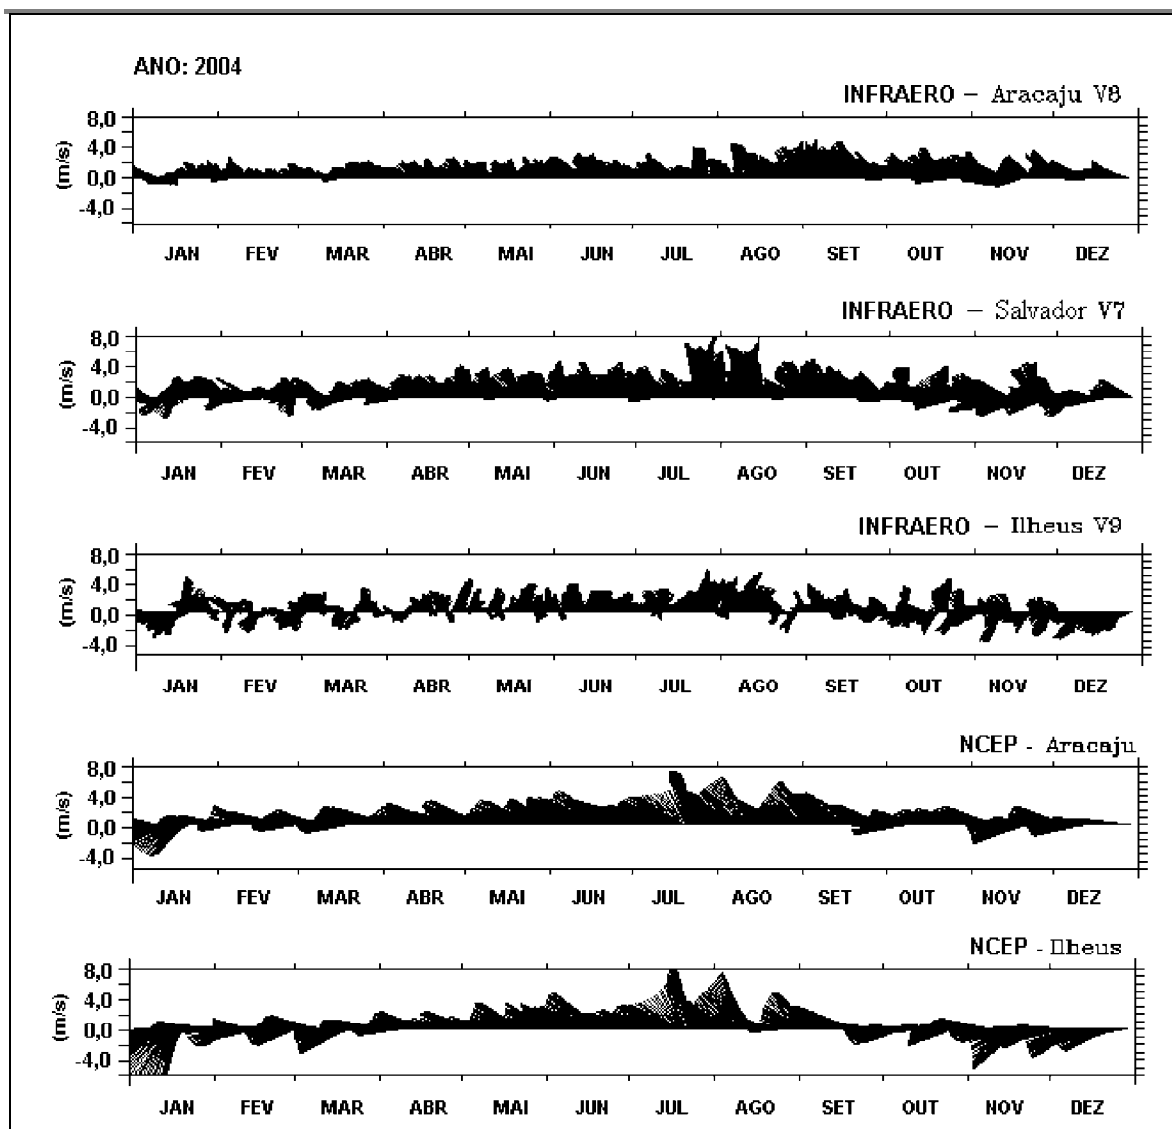 ANO: 2004
INFRAERO – Aracaju V8
8,0
4,0
0,0
-4,0
(m/s)
JAN FEV MAR ABR MAI JUN JUL AGO SET OUT NOV DEZ
INFRAERO – Salvador V7
8,0
4,0
0,0
-4,0
(m/s)
JAN FEV MAR ABR MAI JUN JUL AGO SET OUT NOV DEZ
INFRAERO – Ilheus V9
8,0
4,0
0,0
-4,0
(m/s)
JAN FEV MAR ABR MAI JUN JUL AGO SET OUT NOV DEZ
NCEP - Aracaju
8,0
4,0
0,0
-4,0
(m/s)
JAN FEV MAR ABR MAI JUN JUL AGO SET OUT NOV DEZ
NCEP - Ilheus
8,0
4,0
0,0
-4,0
(m/s)
JAN FEV MAR ABR MAI JUN JUL AGO SET OUT NOV DEZ